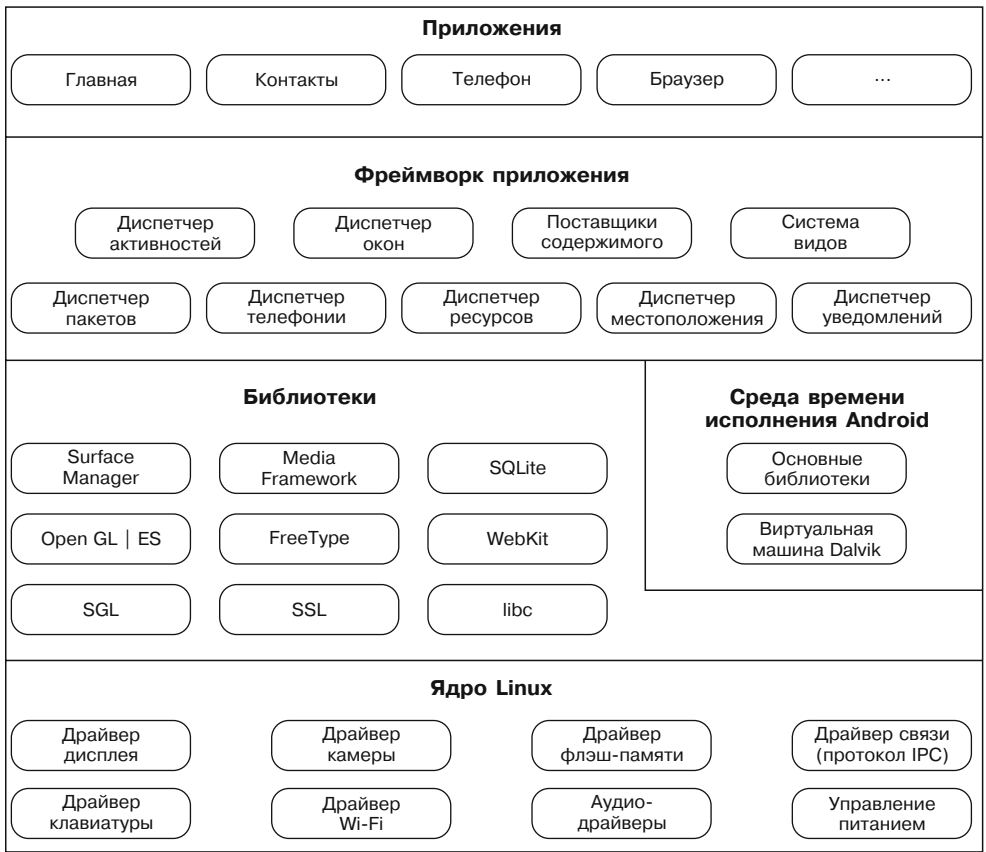 Приложения
Главная
Контакты
Телефон
Браузер
...
Фреймворк приложения
Диспетчер
активностей
Диспетчер
окон
Поставщики
содержимого
Система
видов
Диспетчер
пакетов
Диспетчер
телефонии
Диспетчер
ресурсов
Диспетчер
местоположения
Диспетчер
уведомлений
Библиотеки
Surface
Manager
Media
Framework
SQLite
Open GL | ES
FreeType
WebKit
SGL
SSL
libc
Среда времени
исполнения Android
Основные
библиотеки
Виртуальная
машина Dalvik
Ядро Linux
Драйвер
дисплея
Драйвер
камеры
Драйвер
флэш-памяти
Драйвер связи
(протокол IPC)
Драйвер
клавиатуры
Драйвер
Wi-Fi
Аудио-
драйверы
Управление
питанием